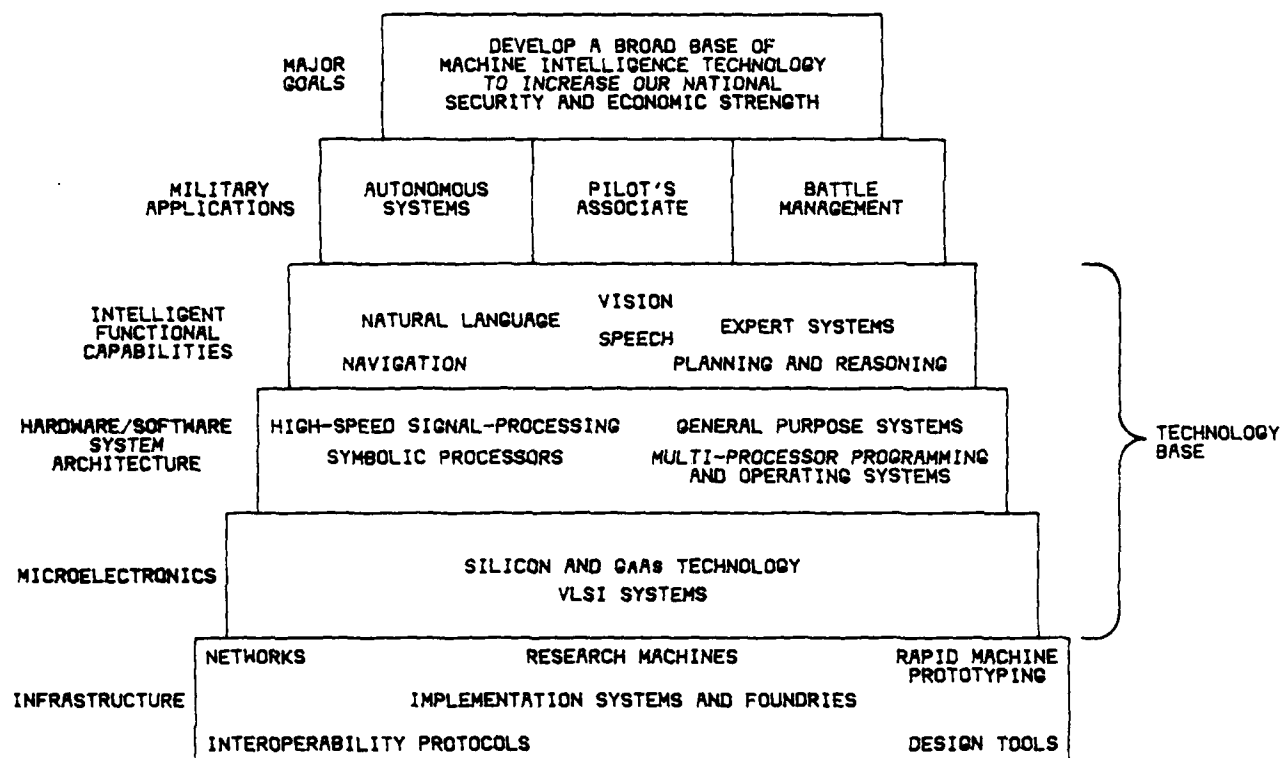 MAJOR
GOALS
DEVELOP A BROAD BASE OF
MACHINE INTELLIGENCE TECHNOLOGY
TO INCREASE OUR NATIONAL
SECURITY AND ECONOMIC STRENGTH
MILITARY
APPLICATIONS
AUTONOMOUS
SYSTEMS
PILOT'S
ASSOCIATE
BATTLE
MANAGEMENT
INTELLIGENT
FUNCTIONAL
CAPABILITIES
NATURAL LANGUAGE
VISION
SPEECH
EXPERT SYSTEMS
NAVIGATION
PLANNING AND REASONING
HARDWARE/SOFTWARE
SYSTEM
ARCHITECTURE
HIGH-SPEED SIGNAL-PROCESSING
GENERAL PURPOSE SYSTEMS
SYMBOLIC PROCESSORS
MULTI-PROCESSOR PROGRAMMING
AND OPERATING SYSTEMS
TECHNOLOGY
BASE
MICROELECTRONICS
SILICON AND GAAs TECHNOLOGY
VLSI SYSTEMS
INFRASTRUCTURE
NETWORKS
RESEARCH MACHINES
RAPID MACHINE
PROTOTYPING
IMPLEMENTATION SYSTEMS AND FOUNDRIES
INTEROPERABILITY PROTOCOLS
DESIGN TOOLS